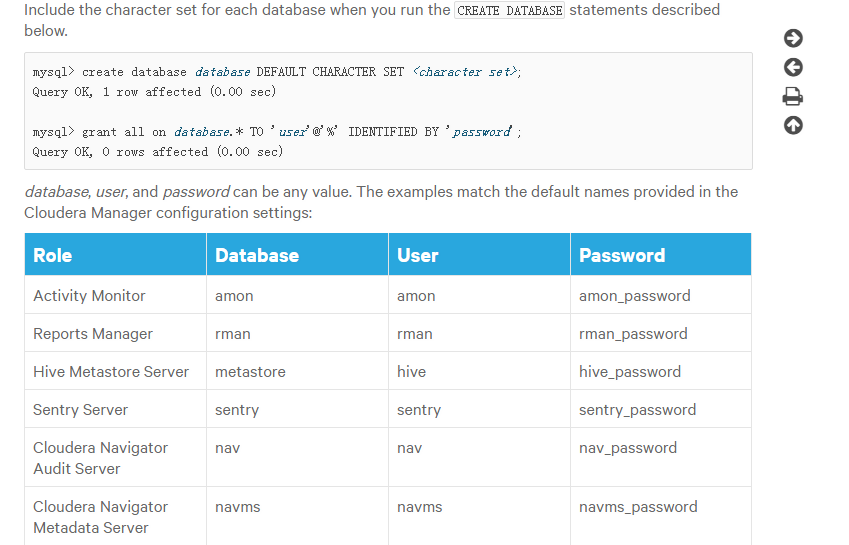 Include the character set for each database when you run the CREATE DATABASE statements described
below.
mysql> create database database DEFAULT CHARACTER SET <character set>;
Query OK, 1 row affected (0.00 sec)
mysql> grant all on database.* TO 'user'@'%' IDENTIFIED BY 'password';
Query OK, 0 rows affected (0.00 sec)
database, user, and password can be any value. The examples match the default names provided in the
Cloudera Manager configuration settings:
Role Database User Password
Activity Monitor amon amon amon_password
Reports Manager rman rman rman_password
Hive Metastore Server metastore hive hive_password
Sentry Server sentry sentry sentry_password
Cloudera Navigator nav nav nav_password
Audit Server
Cloudera Navigator navms navms navms_password
Metadata Server